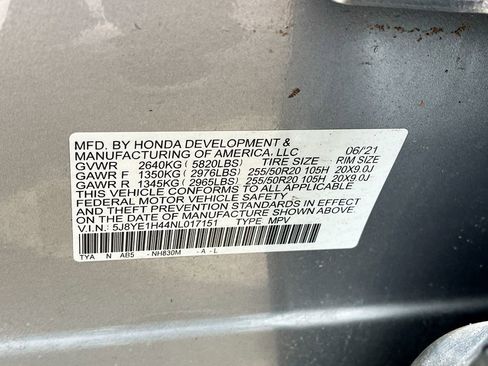 MFD. BY HONDA DEVELOPMENT &
MANUFACTURING OF AMERICA, LLC 06/21
GVWR 2640KG ( 5820LBS) TIRE SIZE RIM SIZE
GAWR F 1350KG ( 2976LBS) 255/50R20 105H 20X9.0J
GAWR R 1345KG ( 2965LBS) 255/50R20 105H 20X9.0J
THIS VEHICLE CONFORMS TO ALL APPLICABLE
FEDERAL MOTOR VEHICLE SAFETY
AND THEFT PREVENTION STANDARDS IN EFFECT
ON THE DATE OF MANUFACTURE SHOWN ABOVE.
V.I.N.: 5J8YE1H44NL017151 TYPE MPV
TYA N AB5 - NH830M - A - L